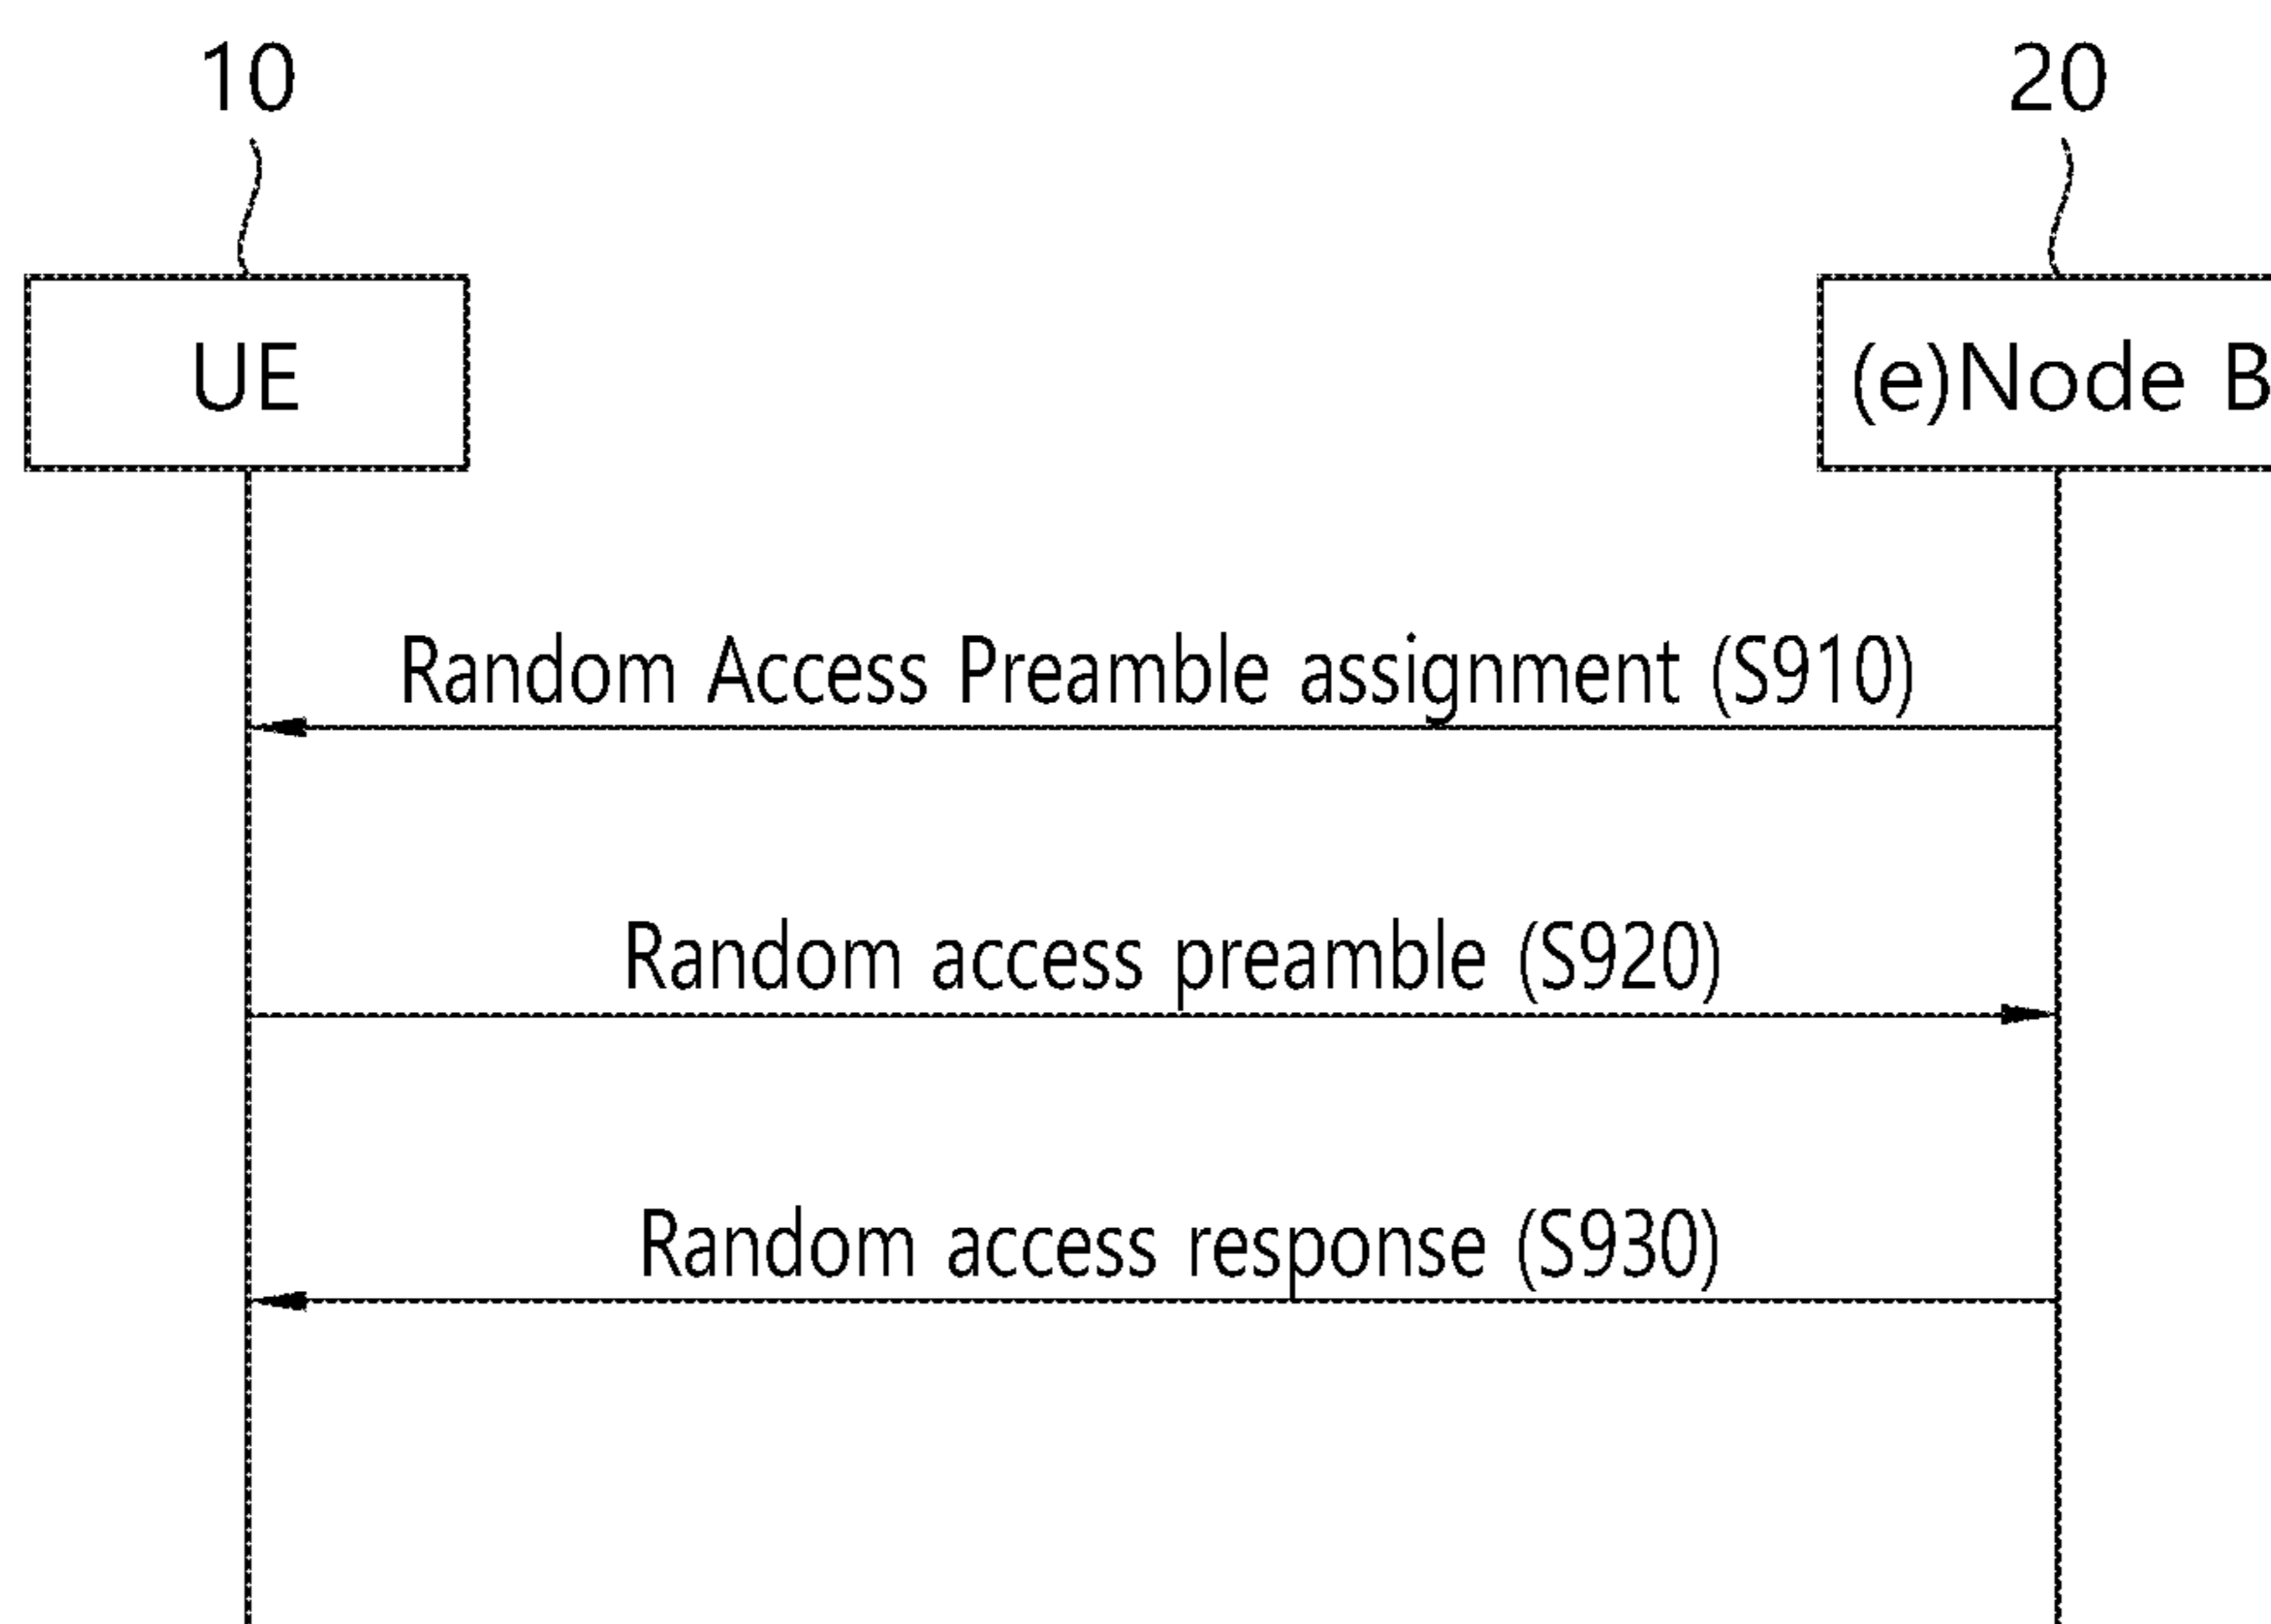 10
20
UE
(e)Node B
Random Access Preamble assignment (S910)
Random access preamble (S920)
Random access response (S930)